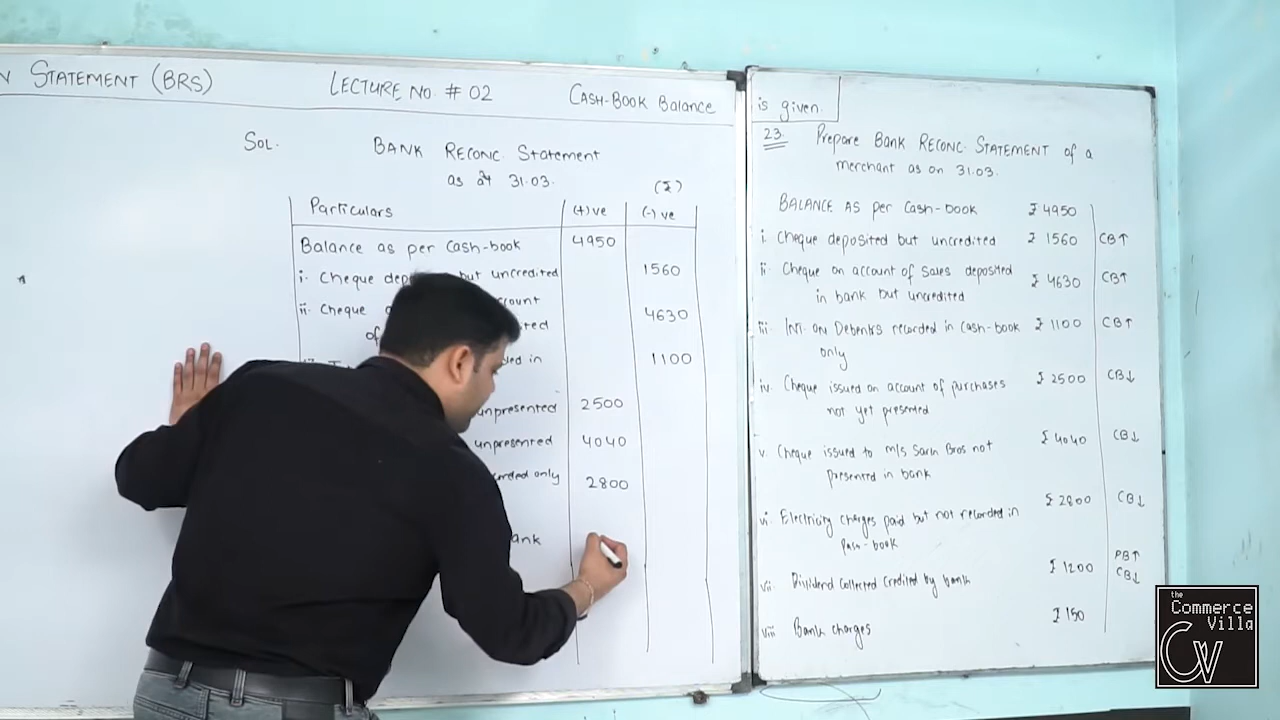 N STATEMENT (BRS) LECTURE NO. # 02 CASH-BOOK Balance
is given.
SOL. BANK RECONC. Statement
as at 31.03.
(₹)
Particulars (+)ve (-)ve
Balance as per cash-book 4950
i. Cheque dep but uncredited 1560
ii. Cheque ount
of ted 4630
ded in 1100
unpresented 2500
unpresented 4040
orded only 2800
ank
23. Prepare BANK RECONC. STATEMENT of a
merchant as on 31.03.
BALANCE AS per Cash-book ₹ 4950
i. Cheque deposited but uncredited ₹ 1560 CB↑
ii. Cheque on account of sales deposited
in bank but uncredited ₹ 4630 CB↑
iii. Int. on Debents recorded in cash-book ₹ 1100 CB↑
only
iv. Cheque issued on account of purchases ₹ 2500 CB↓
not yet presented
v. Cheque issued to M/s Sarin Bros not ₹ 4040 CB↓
presented in bank
vi. Electricity charges paid but not recorded in ₹ 2800 CB↓
Pass-book
vii. Dividend collected credited by bank ₹ 1200 PB↑
CB↓
viii. Bank charges ₹ 150
the
Commerce
Villa
CV